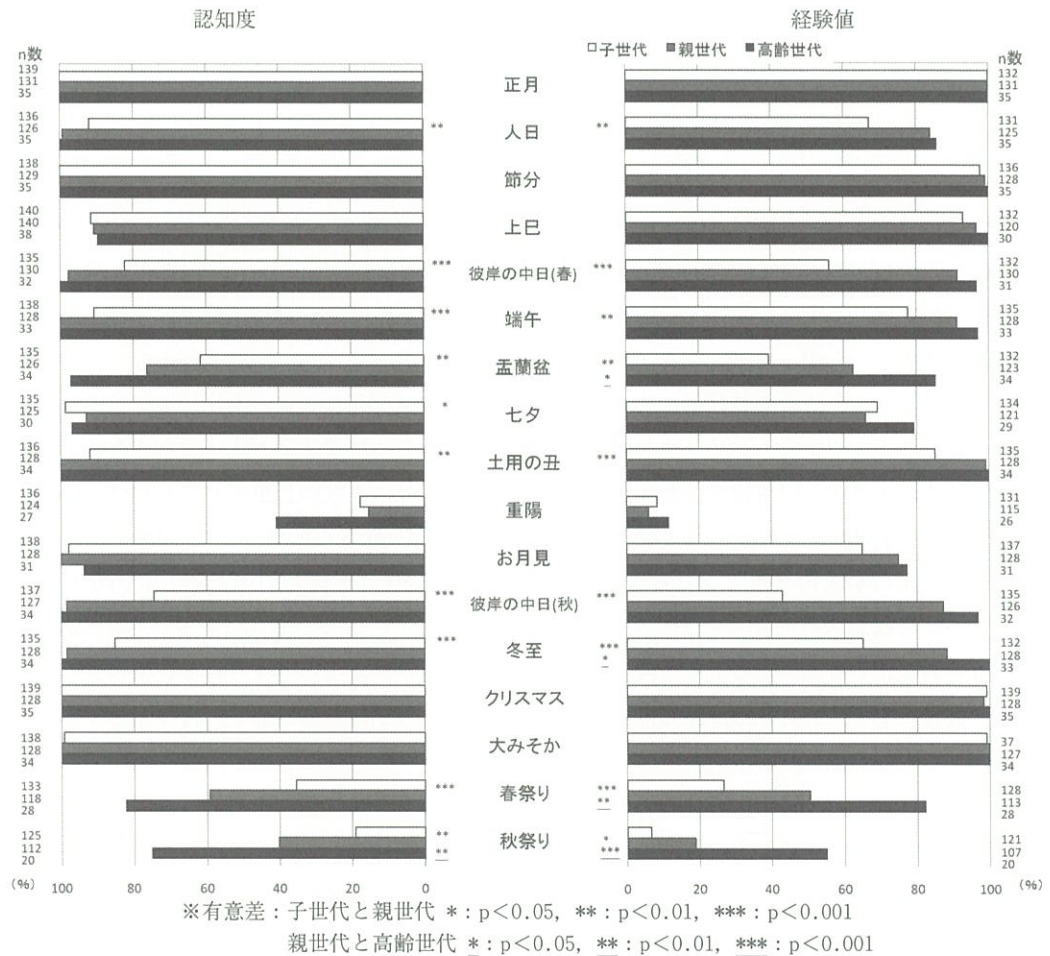 認知度 経験値
□子世代 ■親世代 ■高齢世代
n数 n数
139 132
131 正月 131
35 35
136 131
126 ** 人日 ** 125
35 35
138 136
129 節分 128
35 35
140 132
140 上巳 120
38 30
135 *** 彼岸の中日(春) *** 132
130 130
32 31
138 *** 端午 ** 135
128 128
33 33
135 ** 盂蘭盆 ** 132
126 * 123
34 34
135 * 七夕 134
125 121
30 29
136 ** 土用の丑 *** 135
128 128
34 34
136 131
124 重陽 115
27 26
138 137
128 お月見 128
31 31
137 *** 彼岸の中日(秋) *** 135
127 126
34 32
135 *** 冬至 *** 132
128 * 128
34 33
139 139
128 クリスマス 128
35 35
138 37
128 大みそか 127
34 34
133 *** 春祭り *** 128
118 ** 113
28 28
125 ** 秋祭り * 121
112 ** *** 107
20 20
(%) 100 80 60 40 20 0 0 20 40 60 80 100 (%)
※有意差：子世代と親世代 *：p<0.05, **：p<0.01, ***：p<0.001
親世代と高齢世代 *：p<0.05, **：p<0.01, ***：p<0.001